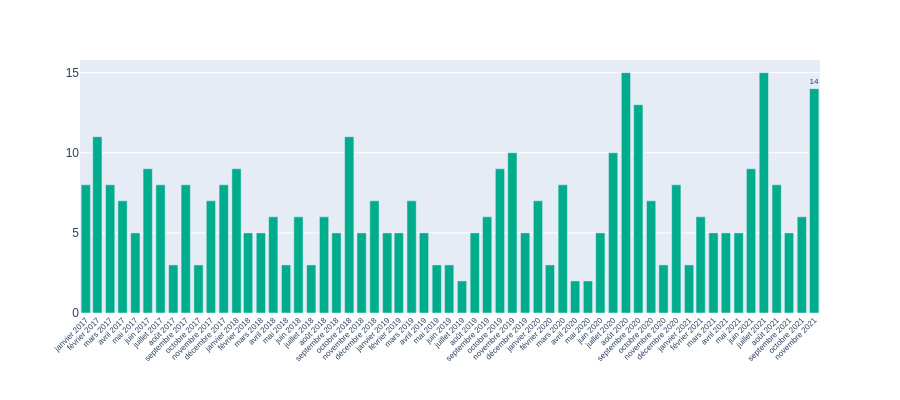 15
14
10
5
0
janvier 2017
février 2017
mars 2017
avril 2017
mai 2017
juin 2017
juillet 2017
août 2017
septembre 2017
octobre 2017
novembre 2017
décembre 2017
janvier 2018
février 2018
mars 2018
avril 2018
mai 2018
juin 2018
juillet 2018
août 2018
septembre 2018
octobre 2018
novembre 2018
décembre 2018
janvier 2019
février 2019
mars 2019
avril 2019
mai 2019
juin 2019
juillet 2019
août 2019
septembre 2019
octobre 2019
novembre 2019
décembre 2019
janvier 2020
février 2020
mars 2020
avril 2020
mai 2020
juin 2020
juillet 2020
août 2020
septembre 2020
octobre 2020
novembre 2020
décembre 2020
janvier 2021
février 2021
mars 2021
avril 2021
mai 2021
juin 2021
juillet 2021
août 2021
septembre 2021
octobre 2021
novembre 2021